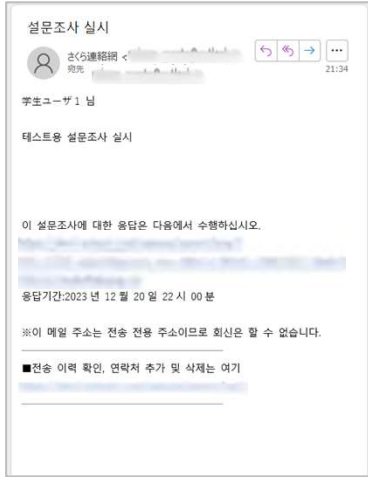 설문조사 실시
さくら連絡網 <
宛先
21:34
学生ユーザ1 님
테스트용 설문조사 실시
이 설문조사에 대한 응답은 다음에서 수행하십시오.
응답기간:2023 년 12 월 20 일 22 시 00 분
※이 메일 주소는 전송 전용 주소이므로 회신은 할 수 없습니다.
■전송 이력 확인, 연락처 추가 및 삭제는 여기